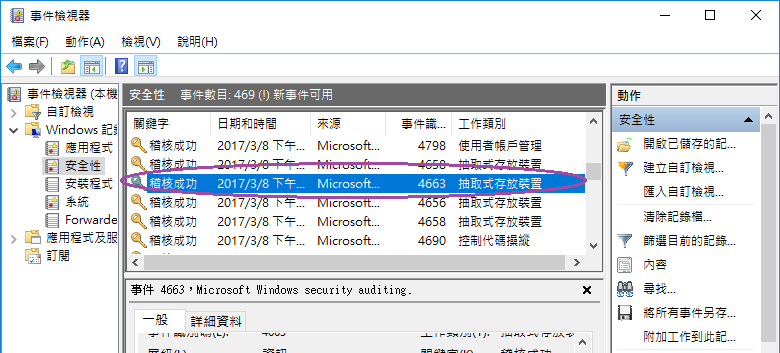 事件檢視器
檔案(F) 動作(A) 檢視(V) 說明(H)
事件檢視器 (本機
自訂檢視
Windows 記錄
應用程式
安全性
安裝程式
系統
Forwarde
應用程式及服
訂閱
安全性 事件數目: 469 (!) 新事件可用
關鍵字 日期和時間 來源 事件識... 工作類別
稽核成功 2017/3/8 下午... Microsoft... 4798 使用者帳戶管理
稽核成功 2017/3/8 下午... Microsoft... 4658 抽取式存放裝置
稽核成功 2017/3/8 下午... Microsoft... 4663 抽取式存放裝置
稽核成功 2017/3/8 下午... Microsoft... 4656 抽取式存放裝置
稽核成功 2017/3/8 下午... Microsoft... 4658 抽取式存放裝置
稽核成功 2017/3/8 下午... Microsoft... 4690 控制代碼操縱
事件 4663，Microsoft Windows security auditing.
一般 詳細資料
動作
安全性
開啟已儲存的記...
建立自訂檢視...
匯入自訂檢視...
清除記錄檔...
篩選目前的記錄...
內容
尋找...
將所有事件另存...
附加工作到此記...